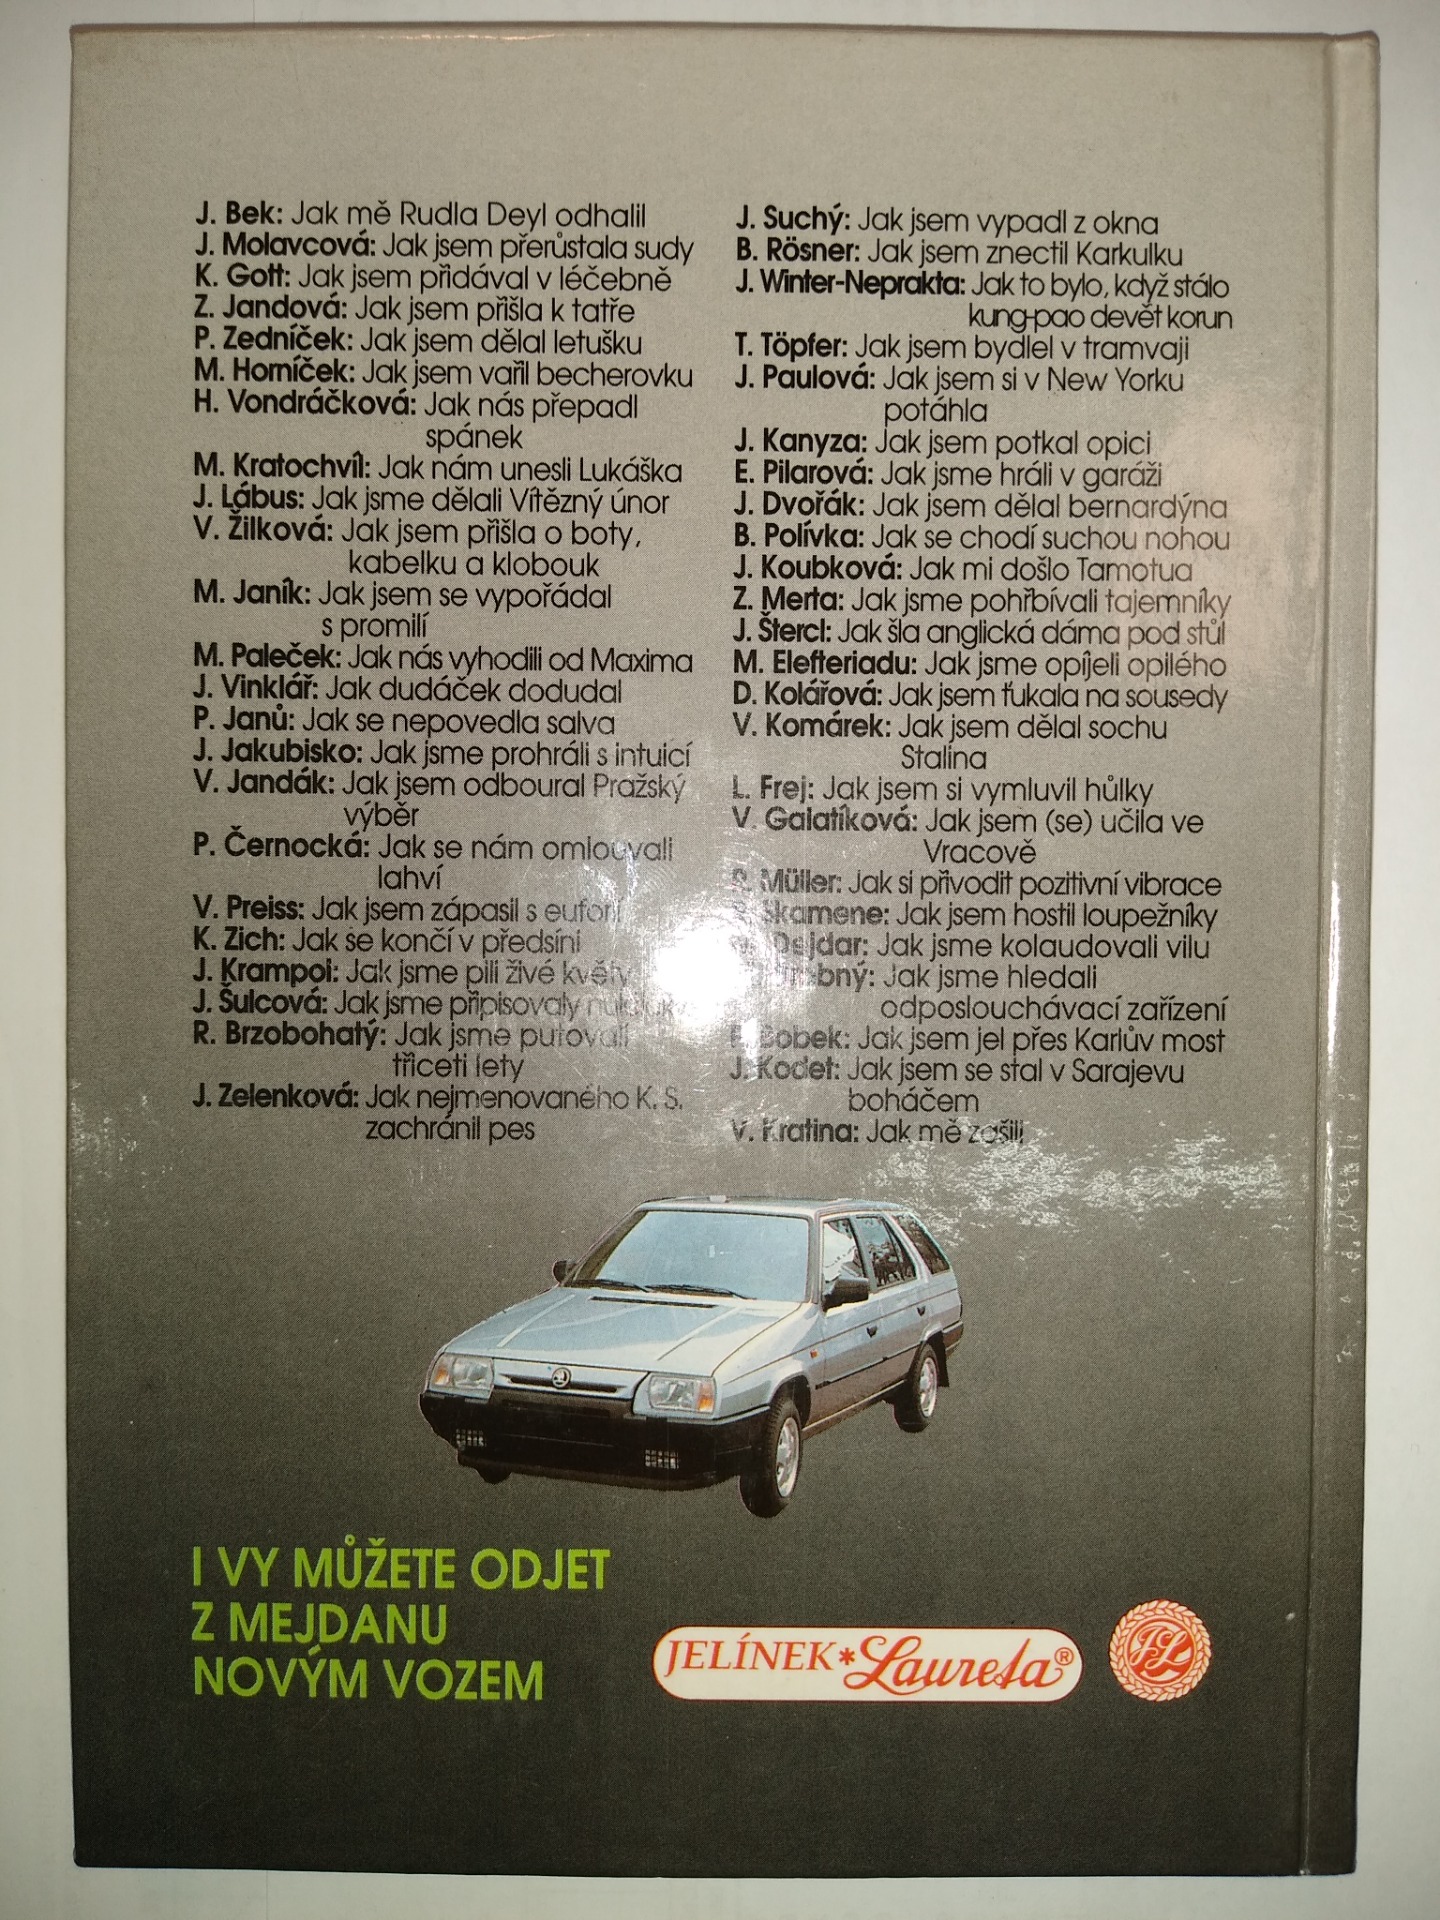 J. Bek: Jak mě Rudla Deyl odhalil
J. Molavcová: Jak jsem přerůstala sudy
K. Gott: Jak jsem přidával v léčebně
Z. Jandová: Jak jsem přišla k tatře
P. Zedníček: Jak jsem dělal letušku
M. Horníček: Jak jsem vařil becherovku
H. Vondráčková: Jak nás přepadl
spánek
M. Kratochvíl: Jak nám unesli Lukáška
J. Lábus: Jak jsme dělali Vítězný únor
V. Žilková: Jak jsem přišla o boty,
kabelku a klobouk
M. Janík: Jak jsem se vypořádal
s promilí
M. Paleček: Jak nás vyhodili od Maxima
J. Vinklář: Jak dudáček dodudal
P. Janů: Jak se nepovedla salva
J. Jakubisko: Jak jsme prohráli s intuicí
V. Jandák: Jak jsem odboural Pražský
výběr
P. Černocká: Jak se nám omlouvali
lahví
V. Preiss: Jak jsem zápasil s euforií
K. Zich: Jak se končí v předsíni
J. Krampol: Jak jsme pili živé květy
J. Šulcová: Jak jsme připisovaly
R. Brzobohatý: Jak jsme putovali
třiceti lety
J. Zelenková: Jak nejmenovaného K. S.
zachránil pes
J. Suchý: Jak jsem vypadl z okna
B. Rösner: Jak jsem znectil Karkulku
J. Winter-Neprakta: Jak to bylo, když stálo
kung-pao devět korun
T. Töpfer: Jak jsem bydlel v tramvaji
J. Paulová: Jak jsem si v New Yorku
potáhla
J. Kanyza: Jak jsem potkal opici
E. Pilarová: Jak jsme hráli v garáži
J. Dvořák: Jak jsem dělal bernardýna
B. Polívka: Jak se chodí suchou nohou
J. Koubková: Jak mi došlo Tamotua
Z. Merta: Jak jsme pohřbívali tajemníky
J. Štercl: Jak šla anglická dáma pod stůl
M. Elefteriadu: Jak jsme opíjeli opilého
D. Kolářová: Jak jsem ťukala na sousedy
V. Komárek: Jak jsem dělal sochu
Stalina
L. Frej: Jak jsem si vymluvil hůlky
V. Galatíková: Jak jsem (se) učila ve
Vracově
R. Müller: Jak si přivodit pozitivní vibrace
Skamene: Jak jsem hostil loupežníky
Dejdar: Jak jsme kolaudovali vilu
Jak jsme hledali
odposlouchávací zařízení
Bobek: Jak jsem jel přes Karlův most
J. Kodet: Jak jsem se stal v Sarajevu
boháčem
V. Kratina: Jak mě zašili
I VY MŮŽETE ODJET
Z MEJDANU
NOVÝM VOZEM
JELÍNEK*Laureta®